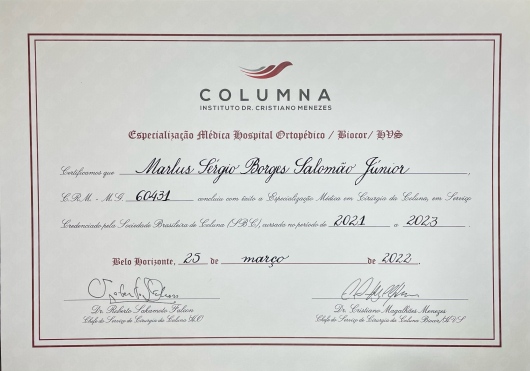 COLUMNA
INSTITUTO DR. CRISTIANO MENEZES
Especialização Médica Hospital Ortopédico / Biocor/ HVS
Certificamos que Marlus Sérgio Borges Salomão Júnior,
C.R.M. - M.G. 60431 concluiu com êxito a Especialização Médica em Cirurgia da Coluna, em Serviço
Credenciado pela Sociedade Brasileira de Coluna (SBC), cursada no período de 2021 a 2023.
Belo Horizonte, 25 de março de 2022.
Dr. Roberto Sakamoto Falcon
Dr. Cristiano Magalhães Menezes
Chefe do Serviço de Cirurgia da Coluna HO
Chefe do Serviço de Cirurgia da Coluna Biocor/HVS